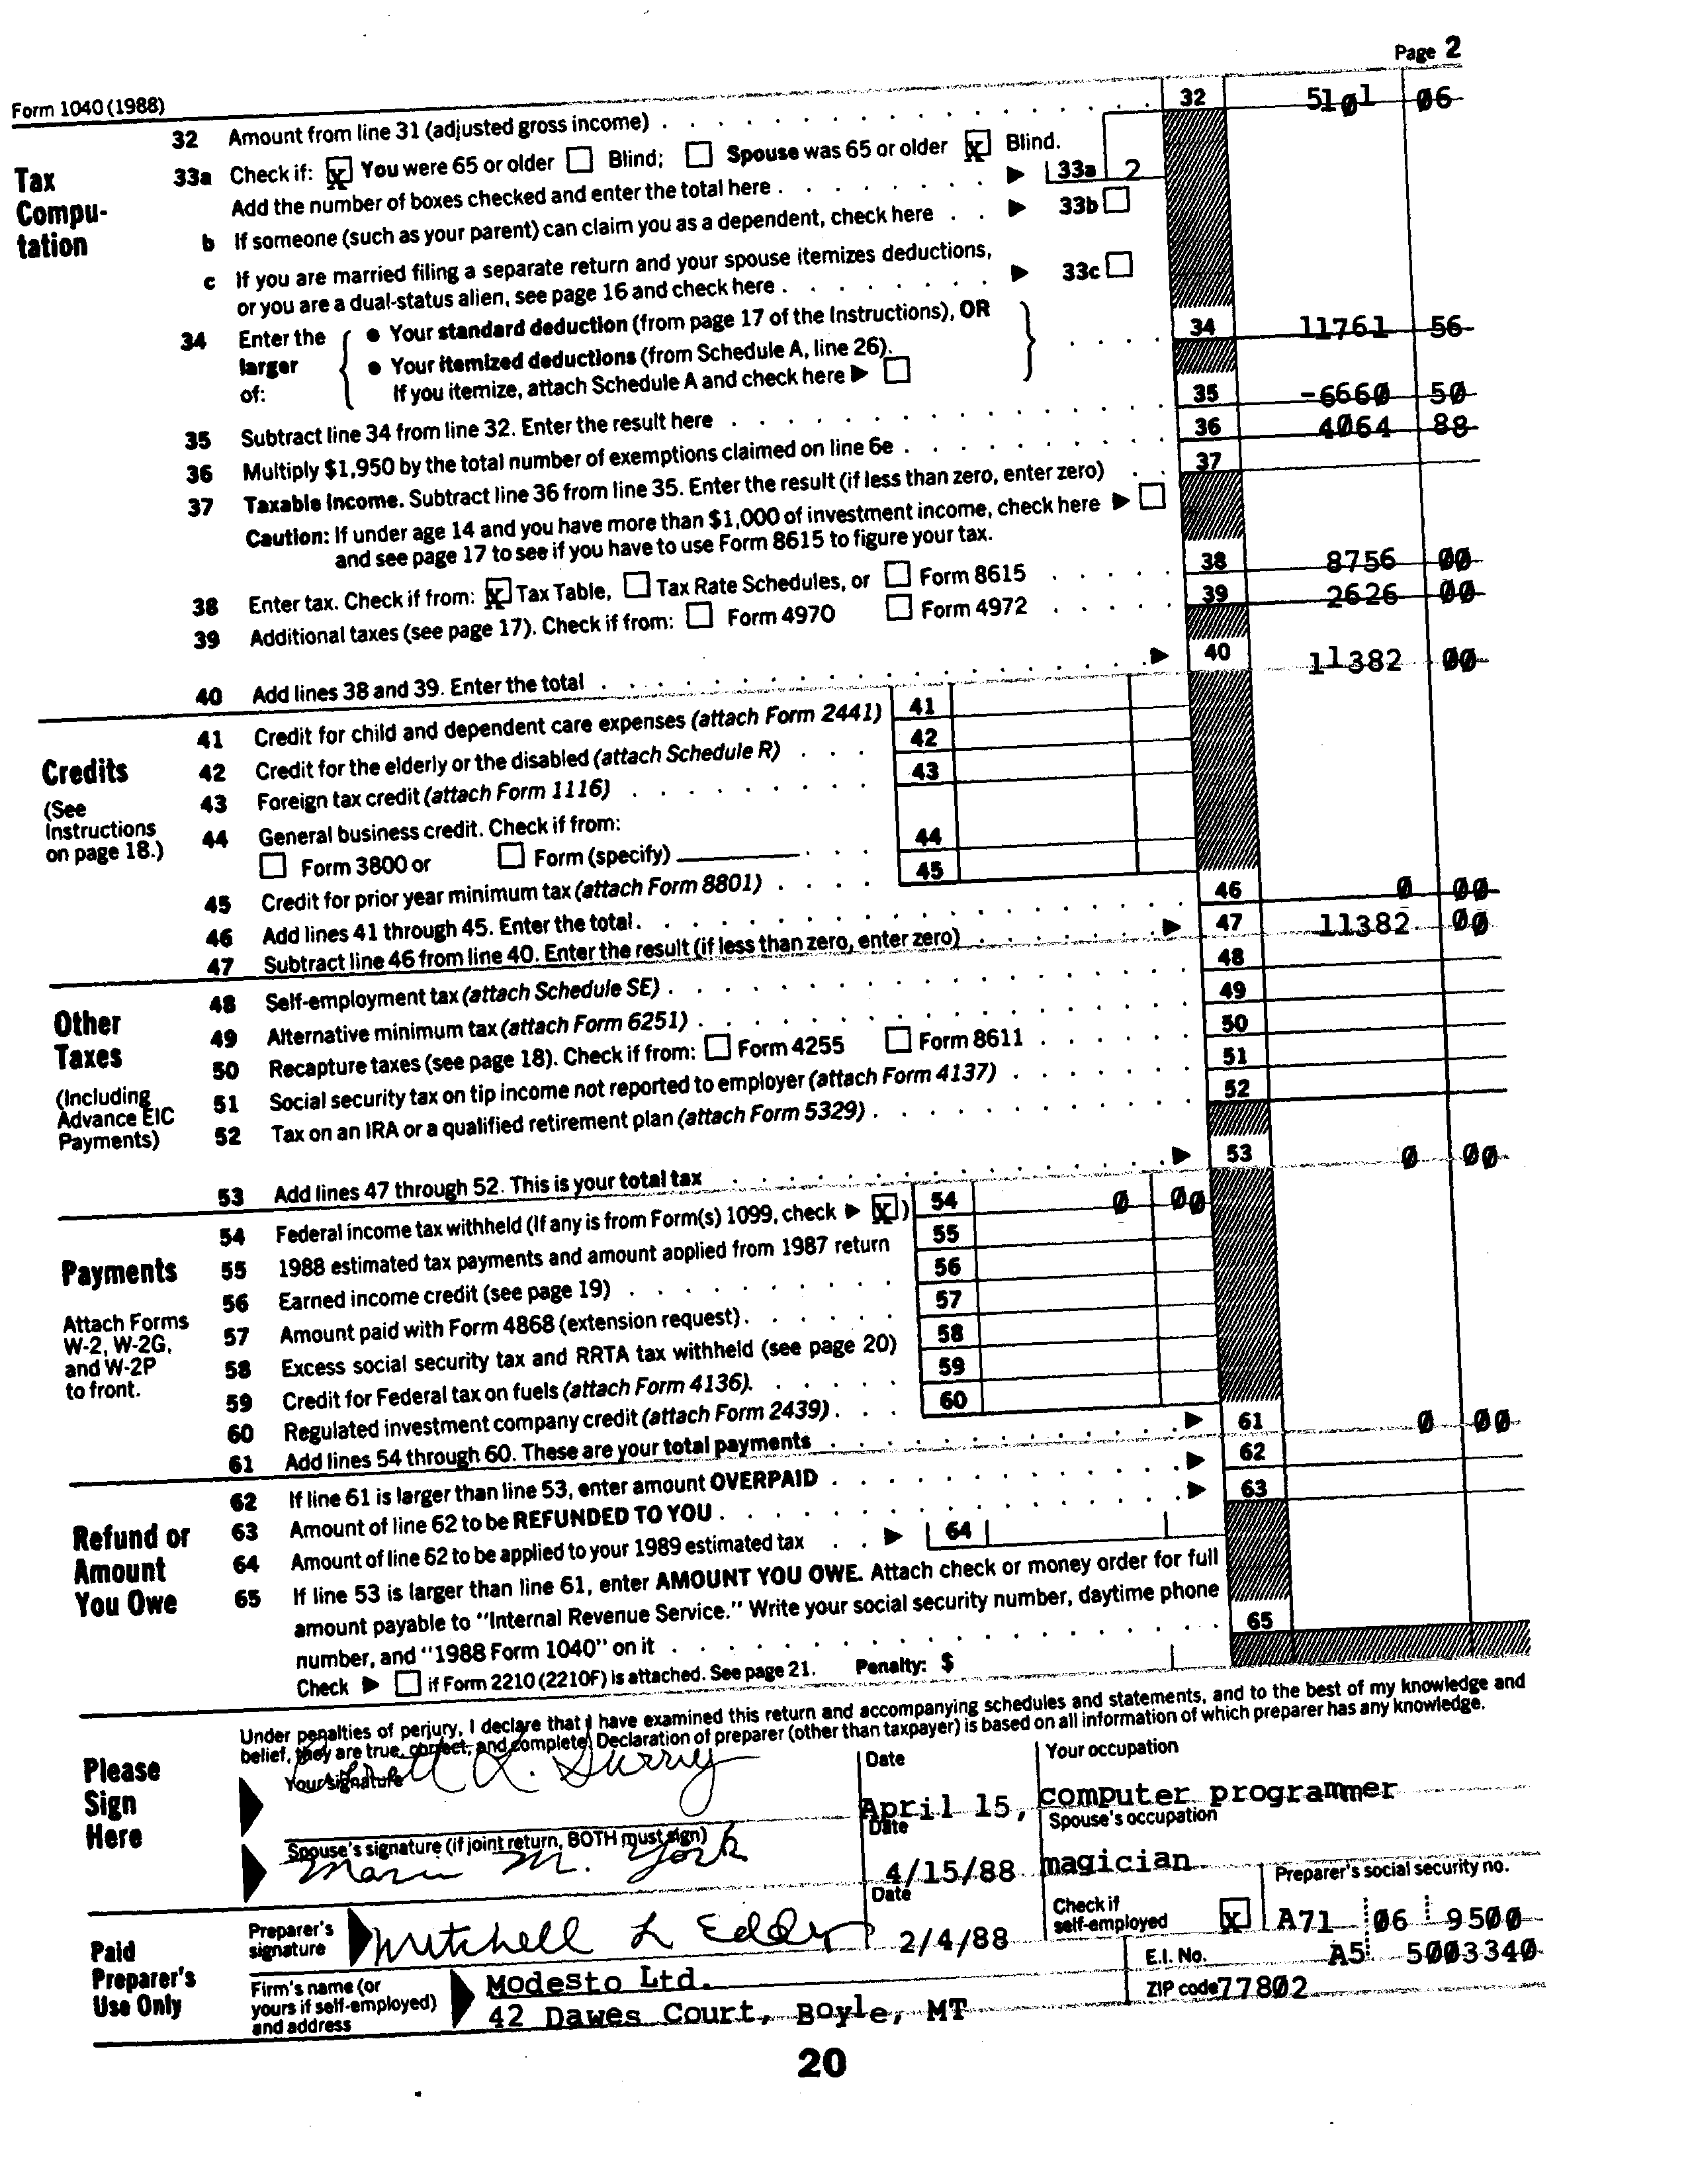 Page 2
Form 1040 (1988)
32 Amount from line 31 (adjusted gross income) . . . . . . . . . . . . . . . . 32 5101 06
Tax Compu-tation
33a Check if: [X] You were 65 or older [ ] Blind; [ ] Spouse was 65 or older [X] Blind.
Add the number of boxes checked and enter the total here . . . . . . . . ▶ 33a 2
b If someone (such as your parent) can claim you as a dependent, check here . . ▶ 33b [ ]
c If you are married filing a separate return and your spouse itemizes deductions,
or you are a dual-status alien, see page 16 and check here . . . . . . . . ▶ 33c [ ]
34 Enter the larger of: { ● Your standard deduction (from page 17 of the Instructions), OR
● Your itemized deductions (from Schedule A, line 26).
If you itemize, attach Schedule A and check here ▶ [ ] } . . . . 34 11761 56
35 Subtract line 34 from line 32. Enter the result here . . . . . . . . . . . . . 35 -6660 50
36 Multiply $1,950 by the total number of exemptions claimed on line 6e . . . . . . . . 36 4064 88
37 Taxable income. Subtract line 36 from line 35. Enter the result (if less than zero, enter zero) . . 37
Caution: If under age 14 and you have more than $1,000 of investment income, check here ▶ [ ]
and see page 17 to see if you have to use Form 8615 to figure your tax.
38 Enter tax. Check if from: [X] Tax Table, [ ] Tax Rate Schedules, or [ ] Form 8615 . . . . . 38 8756 00
39 Additional taxes (see page 17). Check if from: [ ] Form 4970 [ ] Form 4972 . . . . . 39 2626 00
40 Add lines 38 and 39. Enter the total . . . . . . . . . . . . . . . . ▶ 40 11382 00
Credits
(See Instructions on page 18.)
41 Credit for child and dependent care expenses (attach Form 2441) 41
42 Credit for the elderly or the disabled (attach Schedule R) . . . 42
43 Foreign tax credit (attach Form 1116) . . . . . . . . 43
44 General business credit. Check if from:
[ ] Form 3800 or [ ] Form (specify) ________ . . . 44
45 Credit for prior year minimum tax (attach Form 8801) . . . . 45
46 Add lines 41 through 45. Enter the total. . . . . . . . . . . . . . . . . 46 0 00
47 Subtract line 46 from line 40. Enter the result (if less than zero, enter zero) . . . . . . . ▶ 47 11382 00
Other Taxes
(Including Advance EIC Payments)
48 Self-employment tax (attach Schedule SE) . . . . . . . . . . . . . . . 48
49 Alternative minimum tax (attach Form 6251) . . . . . . . . . . . . . . 49
50 Recapture taxes (see page 18). Check if from: [ ] Form 4255 [ ] Form 8611 . . . . . . 50
51 Social security tax on tip income not reported to employer (attach Form 4137) . . . . . . . 51
52 Tax on an IRA or a qualified retirement plan (attach Form 5329) . . . . . . . . . . . 52
53 Add lines 47 through 52. This is your total tax . . . . . . . . . . . . . ▶ 53 0 00
Payments
Attach Forms W-2, W-2G, and W-2P to front.
54 Federal income tax withheld (If any is from Form(s) 1099, check ▶ [X] ) 54 0 00
55 1988 estimated tax payments and amount applied from 1987 return 55
56 Earned income credit (see page 19) . . . . . . . . 56
57 Amount paid with Form 4868 (extension request). . . . . . 57
58 Excess social security tax and RRTA tax withheld (see page 20) 58
59 Credit for Federal tax on fuels (attach Form 4136). . . . . . 59
60 Regulated investment company credit (attach Form 2439) . . . 60
61 Add lines 54 through 60. These are your total payments . . . . . . . . . . . ▶ 61 0 00
Refund or Amount You Owe
62 If line 61 is larger than line 53, enter amount OVERPAID . . . . . . . . . . . . ▶ 62
63 Amount of line 62 to be REFUNDED TO YOU . . . . . . . . . . . . . . . ▶ 63
64 Amount of line 62 to be applied to your 1989 estimated tax . . ▶ 64
65 If line 53 is larger than line 61, enter AMOUNT YOU OWE. Attach check or money order for full
amount payable to "Internal Revenue Service." Write your social security number, daytime phone
number, and "1988 Form 1040" on it . . . . . . . . . . . . . . . . . 65
Check ▶ [ ] if Form 2210 (2210F) is attached. See page 21. Penalty: $
Please Sign Here
Under penalties of perjury, I declare that I have examined this return and accompanying schedules and statements, and to the best of my knowledge and
belief, they are true, correct, and complete. Declaration of preparer (other than taxpayer) is based on all information of which preparer has any knowledge.
Your signature L. Surry Date April 15, Your occupation computer programmer
Spouse's signature (if joint return, BOTH must sign) M. York Date 4/15/88 Spouse's occupation magician
Paid Preparer's Use Only
Preparer's signature Mitchell L Eddy Date 2/4/88 Check if self-employed [X] Preparer's social security no. A71 06 9500
Firm's name (or yours if self-employed) and address Modesto Ltd. E.I. No. A5 5003340
42 Dawes Court, Boyle, MT ZIP code 77802
20